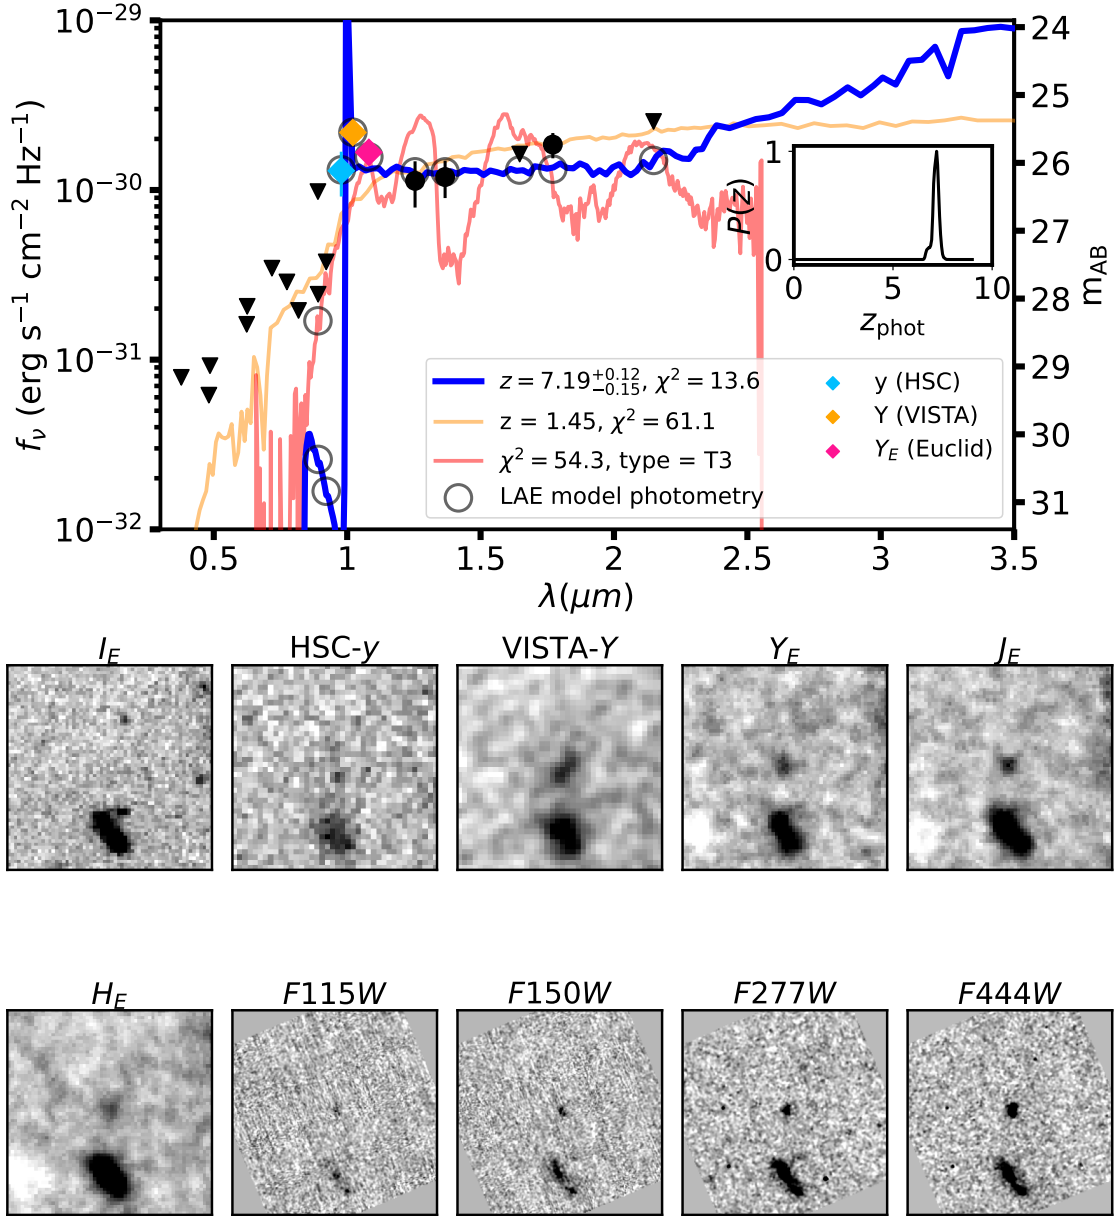 10⁻²⁹
10⁻³⁰
10⁻³¹
10⁻³²
f_ν (erg s⁻¹ cm⁻² Hz⁻¹)
24
25
26
27
28
29
30
31
m_AB
1
0
P(z)
0 5 10
z_phot
z = 7.19^{+0.12}_{−0.15}, χ² = 13.6
z = 1.45, χ² = 61.1
χ² = 54.3, type = T3
LAE model photometry
y (HSC)
Y (VISTA)
Y_E (Euclid)
0.5 1 1.5 2 2.5 3 3.5
λ(μm)
I_E HSC-y VISTA-Y Y_E J_E
H_E F115W F150W F277W F444W